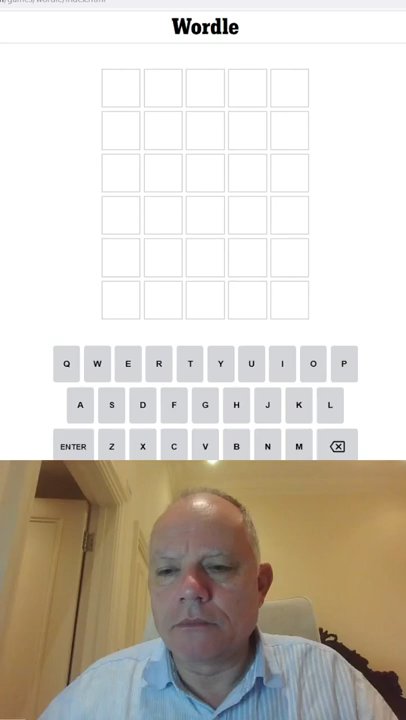 Wordle
Q W E R T Y U I O P
A S D F G H J K L
ENTER Z X C V B N M